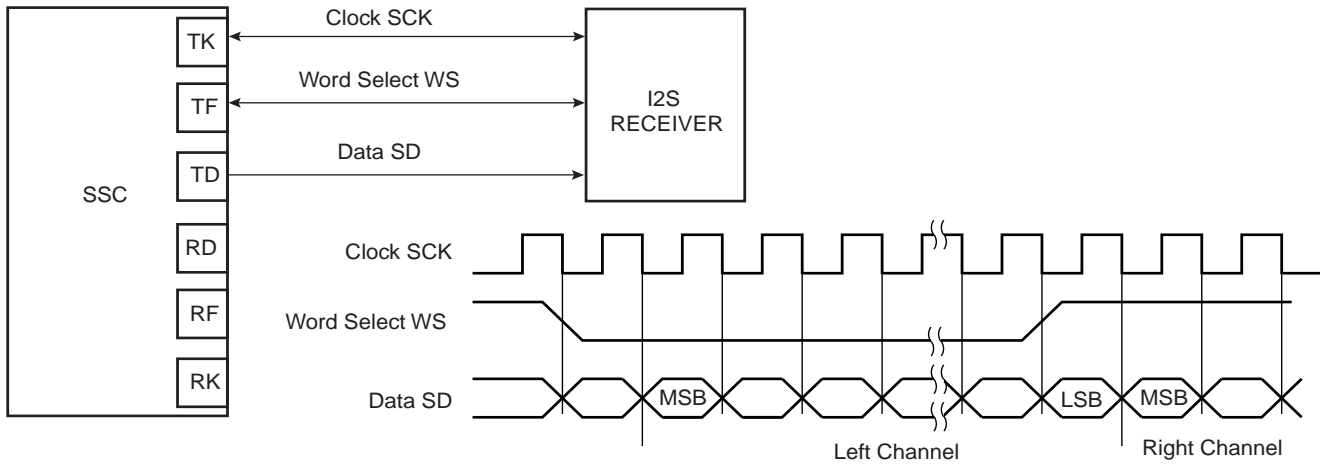 Clock SCK
TK
Word Select WS
TF
I2S
RECEIVER
Data SD
TD
SSC
RD
Clock SCK
RF
Word Select WS
RK
Data SD
MSB
LSB
MSB
Left Channel
Right Channel